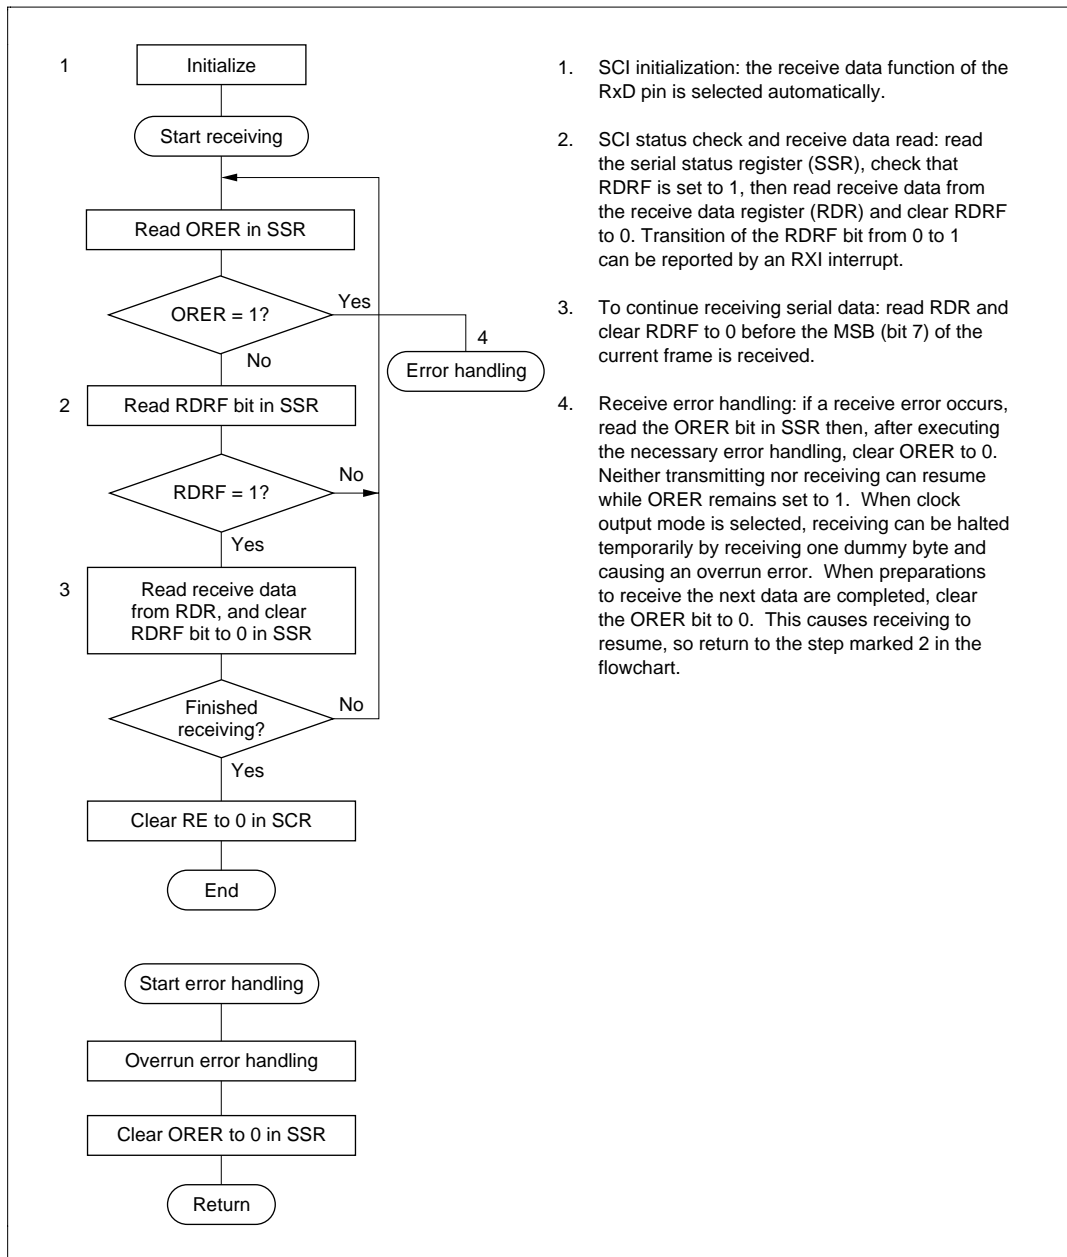 1
Initialize
Start receiving
Read ORER in SSR
ORER = 1?
Yes
No
4
Error handling
2
Read RDRF bit in SSR
RDRF = 1?
No
Yes
3
Read receive data
from RDR, and clear
RDRF bit to 0 in SSR
Finished
receiving?
No
Yes
Clear RE to 0 in SCR
End
Start error handling
Overrun error handling
Clear ORER to 0 in SSR
Return
1. SCI initialization: the receive data function of the
RxD pin is selected automatically.
2. SCI status check and receive data read: read
the serial status register (SSR), check that
RDRF is set to 1, then read receive data from
the receive data register (RDR) and clear RDRF
to 0. Transition of the RDRF bit from 0 to 1
can be reported by an RXI interrupt.
3. To continue receiving serial data: read RDR and
clear RDRF to 0 before the MSB (bit 7) of the
current frame is received.
4. Receive error handling: if a receive error occurs,
read the ORER bit in SSR then, after executing
the necessary error handling, clear ORER to 0.
Neither transmitting nor receiving can resume
while ORER remains set to 1. When clock
output mode is selected, receiving can be halted
temporarily by receiving one dummy byte and
causing an overrun error. When preparations
to receive the next data are completed, clear
the ORER bit to 0. This causes receiving to
resume, so return to the step marked 2 in the
flowchart.